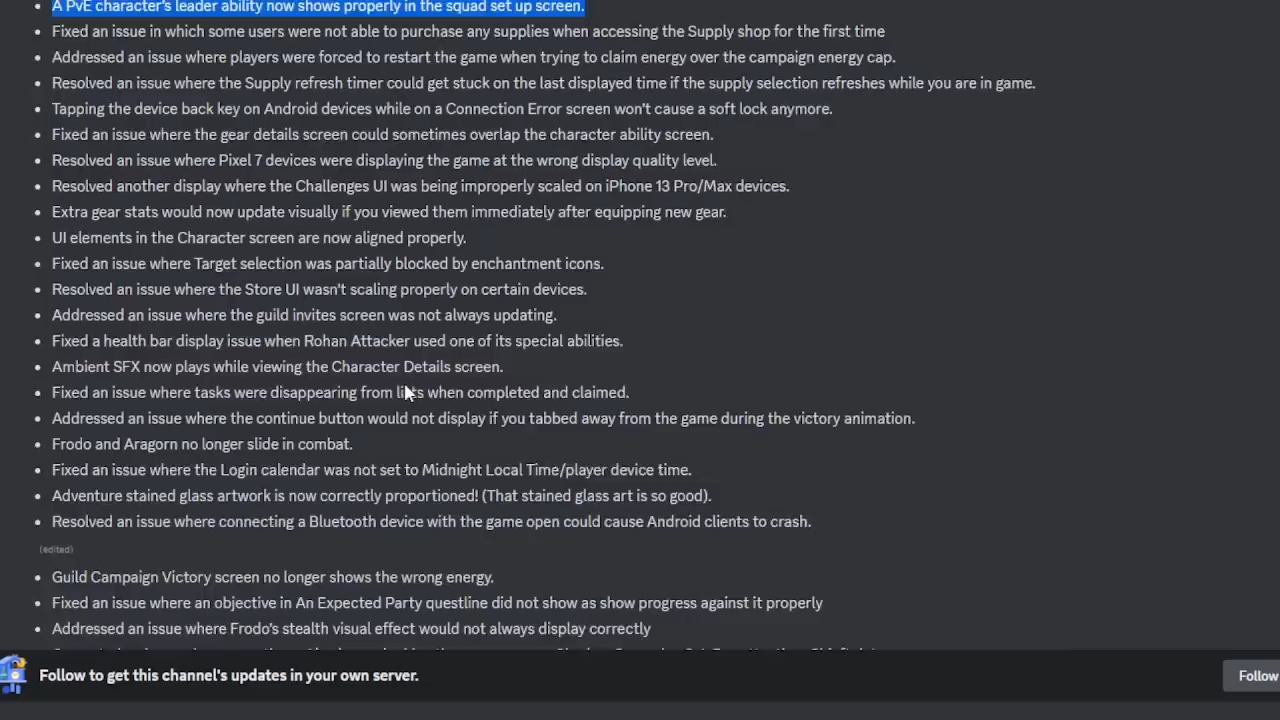 A PvE character's leader ability now shows properly in the squad set up screen.
Fixed an issue in which some users were not able to purchase any supplies when accessing the Supply shop for the first time
Addressed an issue where players were forced to restart the game when trying to claim energy over the campaign energy cap.
Resolved an issue where the Supply refresh timer could get stuck on the last displayed time if the supply selection refreshes while you are in game.
Tapping the device back key on Android devices while on a Connection Error screen won't cause a soft lock anymore.
Fixed an issue where the gear details screen could sometimes overlap the character ability screen.
Resolved an issue where Pixel 7 devices were displaying the game at the wrong display quality level.
Resolved another display where the Challenges UI was being improperly scaled on iPhone 13 Pro/Max devices.
Extra gear stats would now update visually if you viewed them immediately after equipping new gear.
UI elements in the Character screen are now aligned properly.
Fixed an issue where Target selection was partially blocked by enchantment icons.
Resolved an issue where the Store UI wasn't scaling properly on certain devices.
Addressed an issue where the guild invites screen was not always updating.
Fixed a health bar display issue when Rohan Attacker used one of its special abilities.
Ambient SFX now plays while viewing the Character Details screen.
Fixed an issue where tasks were disappearing from lists when completed and claimed.
Addressed an issue where the continue button would not display if you tabbed away from the game during the victory animation.
Frodo and Aragorn no longer slide in combat.
Fixed an issue where the Login calendar was not set to Midnight Local Time/player device time.
Adventure stained glass artwork is now correctly proportioned! (That stained glass art is so good).
Resolved an issue where connecting a Bluetooth device with the game open could cause Android clients to crash.
(edited)
Guild Campaign Victory screen no longer shows the wrong energy.
Fixed an issue where an objective in An Expected Party questline did not show as show progress against it properly
Addressed an issue where Frodo's stealth visual effect would not always display correctly
Follow to get this channel's updates in your own server.
Follow